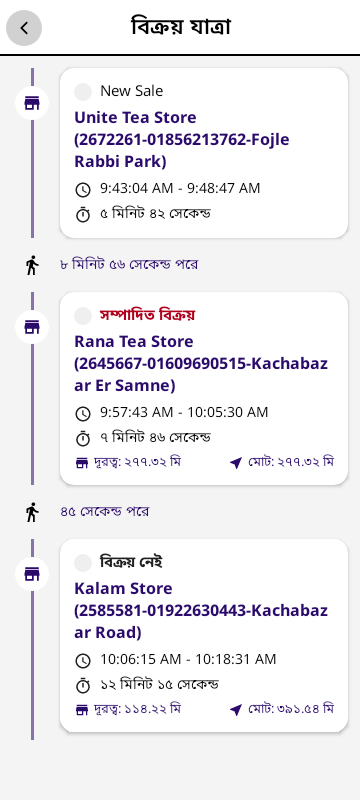 বিক্রয় যাত্রা
New Sale
Unite Tea Store
(2672261-01856213762-Fojle
Rabbi Park)
9:43:04 AM - 9:48:47 AM
৫ মিনিট ৪২ সেকেন্ড
৮ মিনিট ৫৬ সেকেন্ড পরে
সম্পাদিত বিক্রয়
Rana Tea Store
(2645667-01609690515-Kachabaz
ar Er Samne)
9:57:43 AM - 10:05:30 AM
৭ মিনিট ৪৬ সেকেন্ড
দূরত্ব: ২৭৭.৩২ মি মোট: ২৭৭.৩২ মি
৪৫ সেকেন্ড পরে
বিক্রয় নেই
Kalam Store
(2585581-01922630443-Kachabaz
ar Road)
10:06:15 AM - 10:18:31 AM
১২ মিনিট ১৫ সেকেন্ড
দূরত্ব: ১১৪.২২ মি মোট: ৩৯১.৫৪ মি